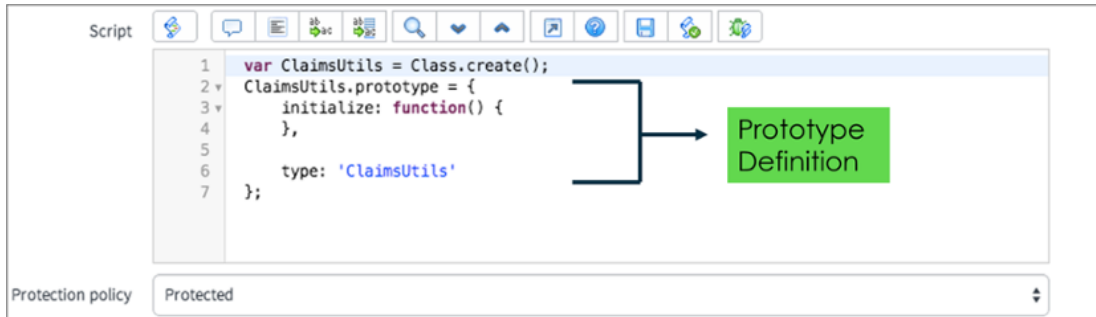 Script
1 var ClaimsUtils = Class.create();
2 ClaimsUtils.prototype = {
3 initialize: function() {
4 },
5
6 type: 'ClaimsUtils'
7 };
Prototype
Definition
Protection policy Protected